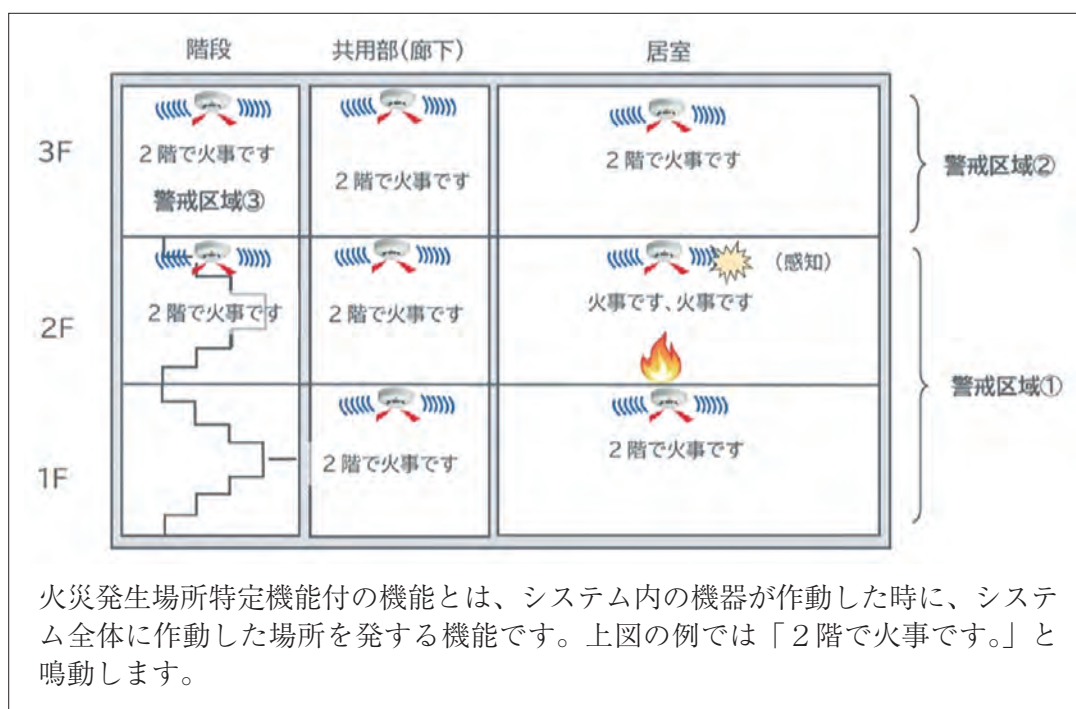 階段
共用部(廊下)
居室
3F
2階で火事です
2階で火事です
2階で火事です
警戒区域③
警戒区域②
2F
2階で火事です
2階で火事です
(感知)
火事です、火事です
警戒区域①
1F
2階で火事です
2階で火事です
火災発生場所特定機能付の機能とは、システム内の機器が作動した時に、システ
ム全体に作動した場所を発する機能です。上図の例では「2階で火事です。」と
鳴動します。